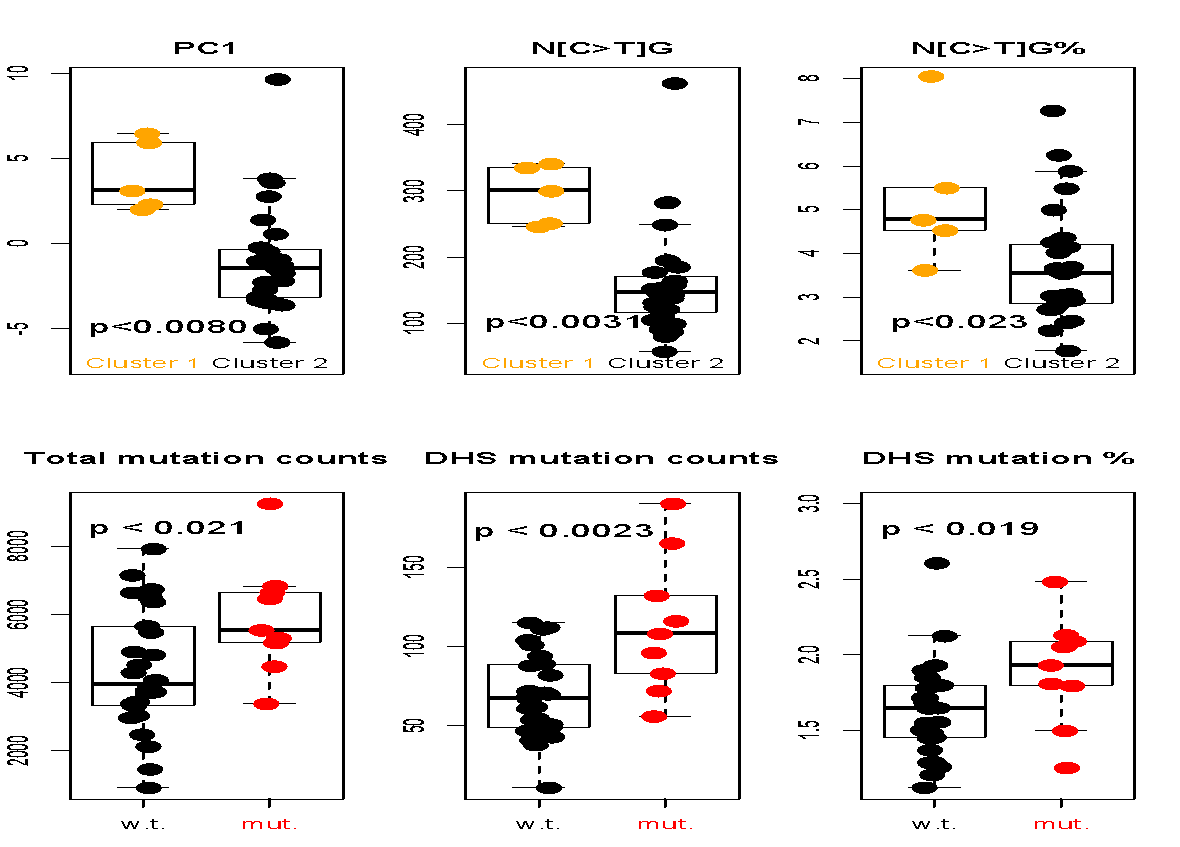 PC1
N[C>T]G
N[C>T]G%
10
5
0
-5
p<0.0080
Cluster 1 Cluster 2
400
300
200
100
p<0.0031
Cluster 1 Cluster 2
8
7
6
5
4
3
2
p<0.023
Cluster 1 Cluster 2
Total mutation counts
DHS mutation counts
DHS mutation %
8000
6000
4000
2000
p < 0.021
w.t. mut.
150
100
50
p < 0.0023
w.t. mut.
3.0
2.5
2.0
1.5
p < 0.019
w.t. mut.